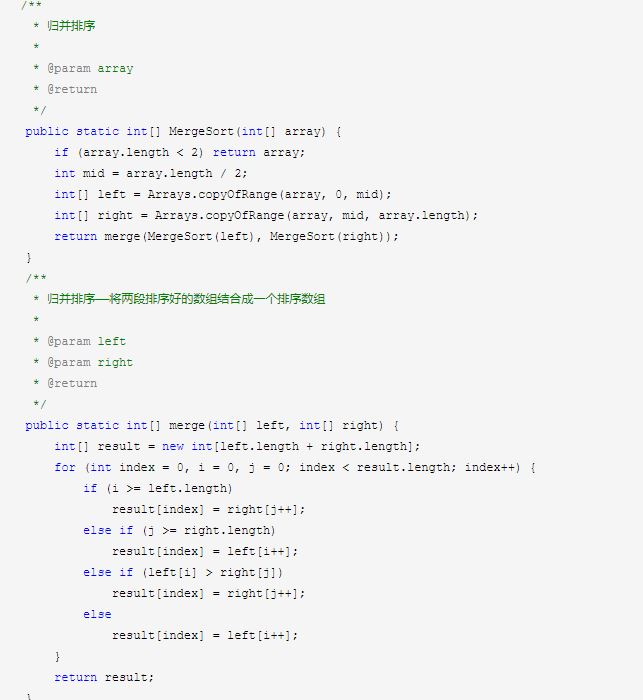 /**
 * 归并排序
 *
 * @param array
 * @return
 */
public static int[] MergeSort(int[] array) {
    if (array.length < 2) return array;
    int mid = array.length / 2;
    int[] left = Arrays.copyOfRange(array, 0, mid);
    int[] right = Arrays.copyOfRange(array, mid, array.length);
    return merge(MergeSort(left), MergeSort(right));
}
/**
 * 归并排序——将两段排序好的数组结合成一个排序数组
 *
 * @param left
 * @param right
 * @return
 */
public static int[] merge(int[] left, int[] right) {
    int[] result = new int[left.length + right.length];
    for (int index = 0, i = 0, j = 0; index < result.length; index++) {
        if (i >= left.length)
            result[index] = right[j++];
        else if (j >= right.length)
            result[index] = left[i++];
        else if (left[i] > right[j])
            result[index] = right[j++];
        else
            result[index] = left[i++];
    }
    return result;
}